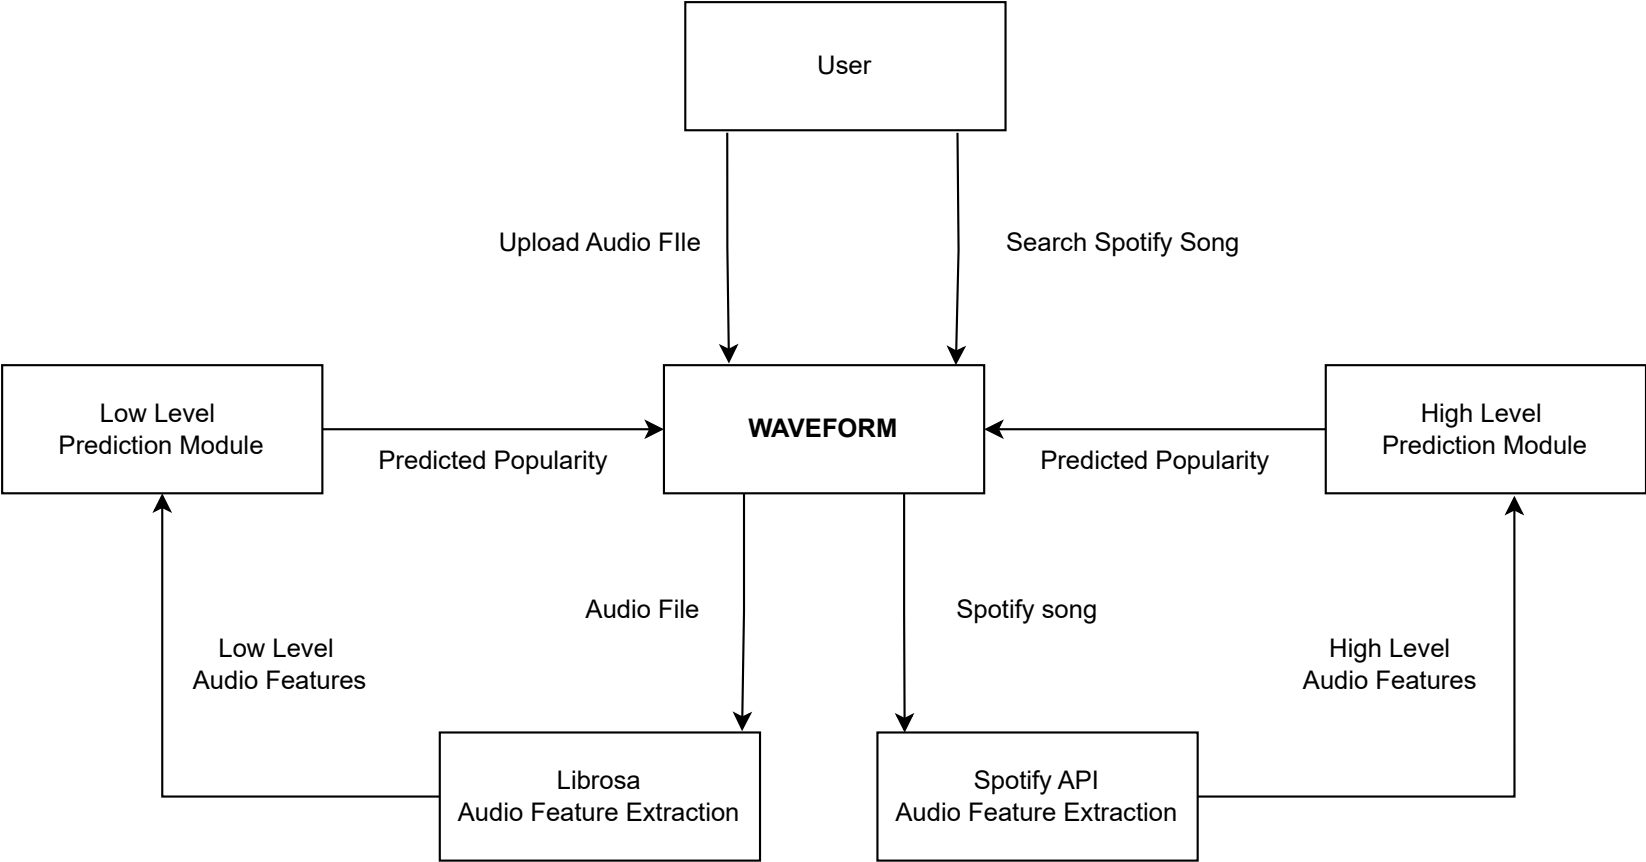 User
Upload Audio FIle
Search Spotify Song
Low Level
Prediction Module
Predicted Popularity
WAVEFORM
Predicted Popularity
High Level
Prediction Module
Audio File
Spotify song
Low Level
Audio Features
High Level
Audio Features
Librosa
Audio Feature Extraction
Spotify API
Audio Feature Extraction